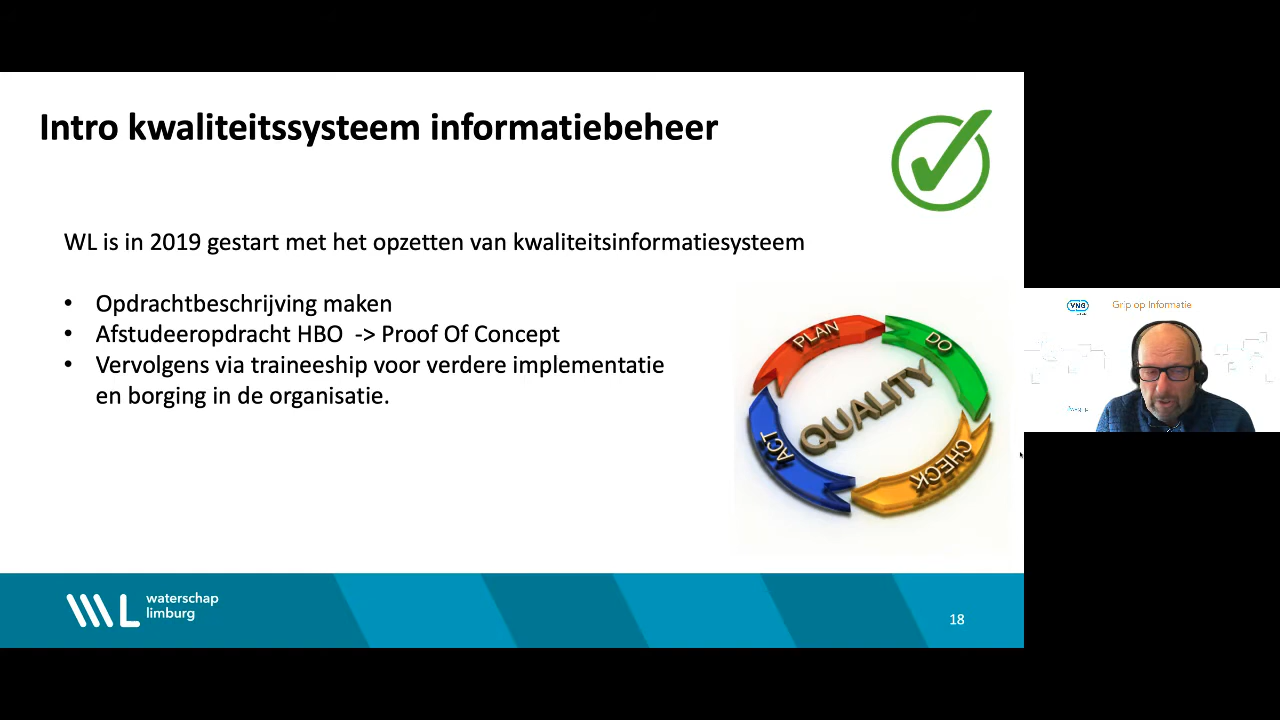 Intro kwaliteitssysteem informatiebeheer
WL is in 2019 gestart met het opzetten van kwaliteitsinformatiesysteem
• Opdrachtbeschrijving maken
• Afstudeeropdracht HBO -> Proof Of Concept
• Vervolgens via traineeship voor verdere implementatie
en borging in de organisatie.
PLAN
DO
QUALITY
ACT
CHECK
WL waterschap
limburg
18
VNG
Grip op Informatie